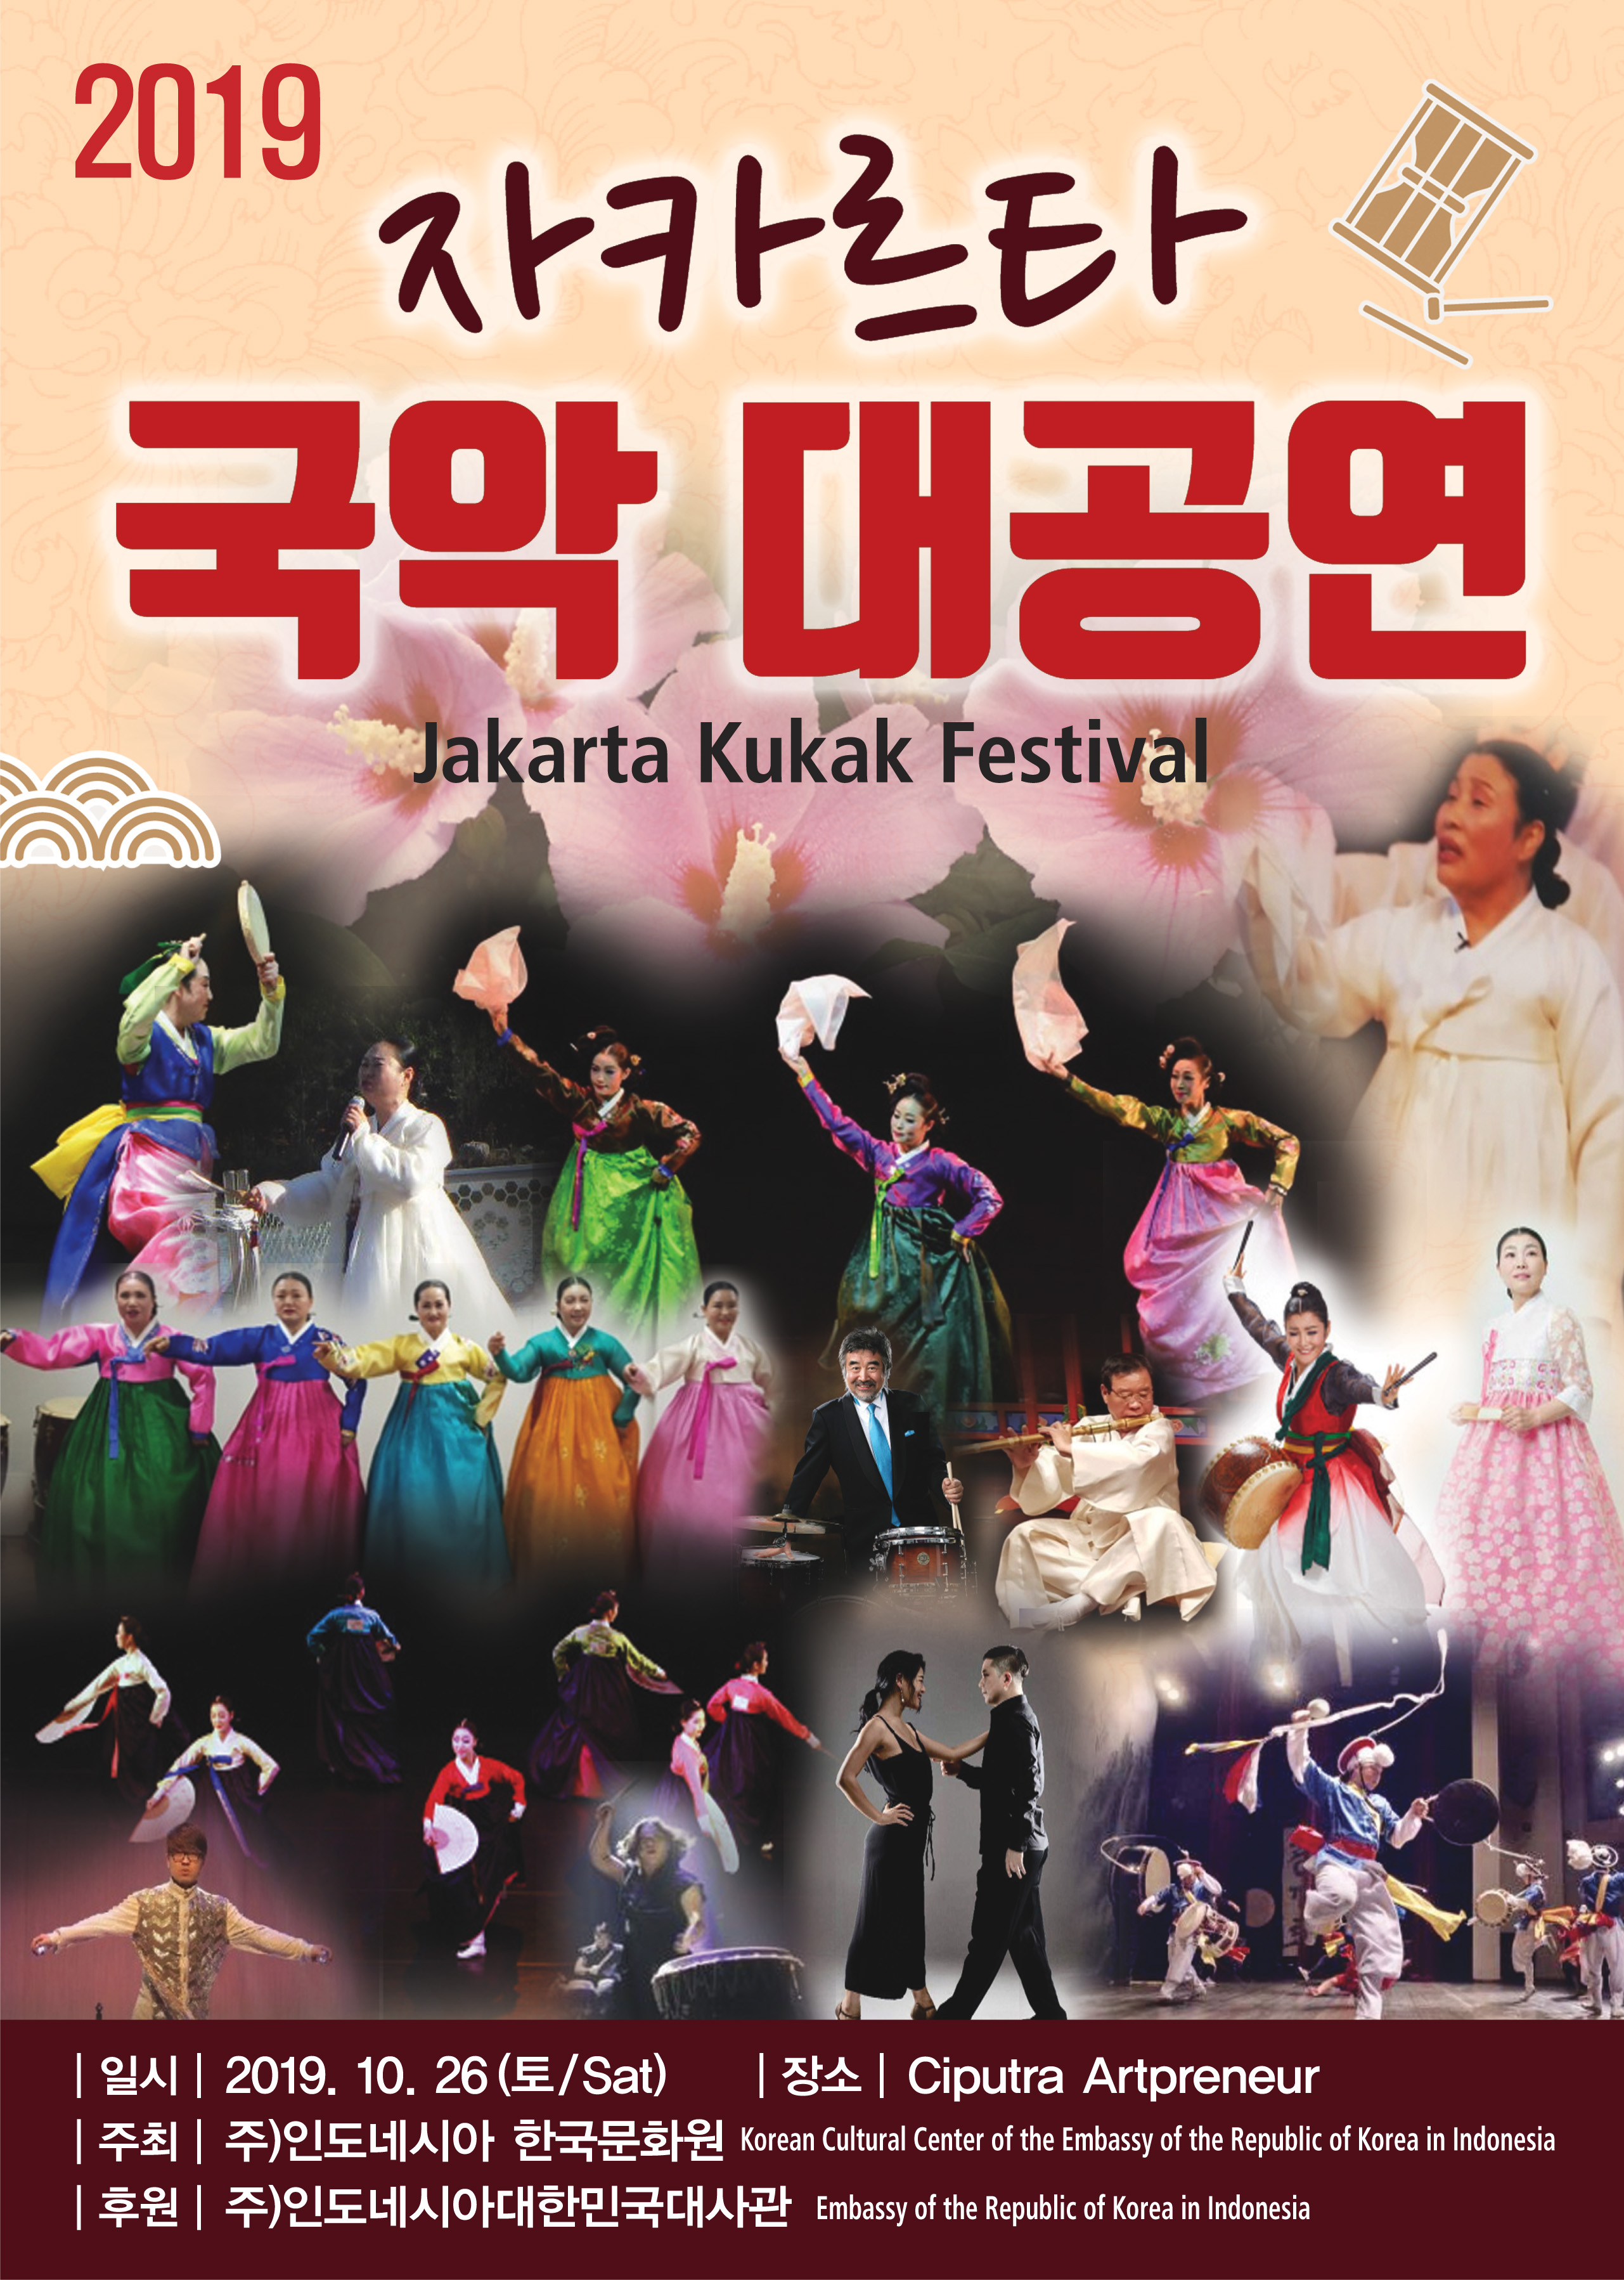 2019
자카르타
국악 대공연
Jakarta Kukak Festival
| 일시 | 2019. 10. 26 (토/Sat) | 장소 | Ciputra Artpreneur
| 주최 | 주)인도네시아 한국문화원 Korean Cultural Center of the Embassy of the Republic of Korea in Indonesia
| 후원 | 주)인도네시아대한민국대사관 Embassy of the Republic of Korea in Indonesia